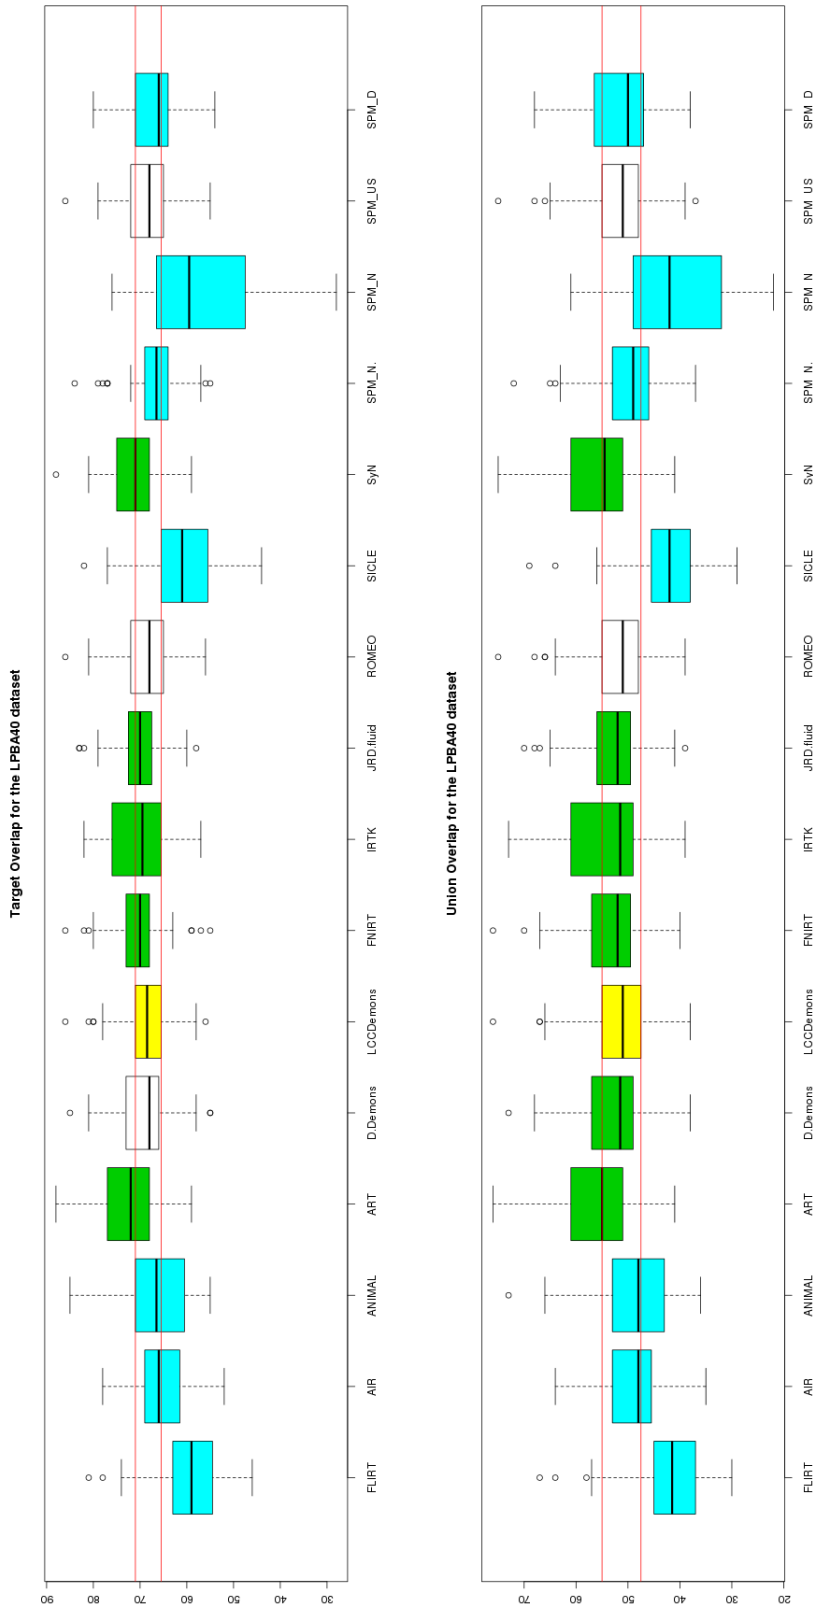 Target Overlap for the LPBA40 dataset
90
80
70
60
50
40
30
FLIRT
AIR
ANIMAL
ART
D.Demons
LCCDemons
FNIRT
IRTK
JRD.fluid
ROMEO
SICLE
SyN
SPM_N.
SPM_N
SPM_US
SPM_D
Union Overlap for the LPBA40 dataset
70
60
50
40
30
20
FLIRT
AIR
ANIMAL
ART
D.Demons
LCCDemons
FNIRT
IRTK
JRD.fluid
ROMEO
SICLE
SyN
SPM_N.
SPM_N
SPM_US
SPM_D